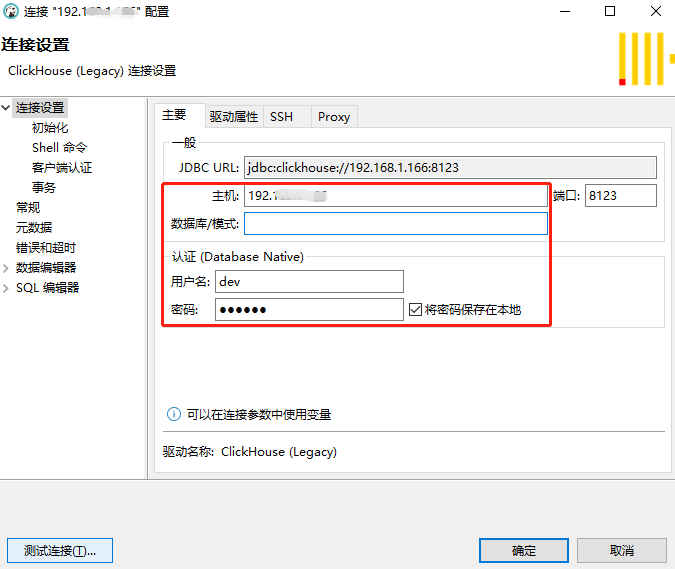 连接 "192.1 配置
连接设置
ClickHouse (Legacy) 连接设置
连接设置
初始化
Shell 命令
客户端认证
事务
常规
元数据
错误和超时
数据编辑器
SQL 编辑器
主要 驱动属性 SSH Proxy
一般
JDBC URL: jdbc:clickhouse://192.168.1.166:8123
主机: 192. 端口: 8123
数据库/模式:
认证 (Database Native)
用户名: dev
密码: ●●●●●● 将密码保存在本地
可以在连接参数中使用变量
驱动名称: ClickHouse (Legacy)
测试连接(T)... 确定 取消